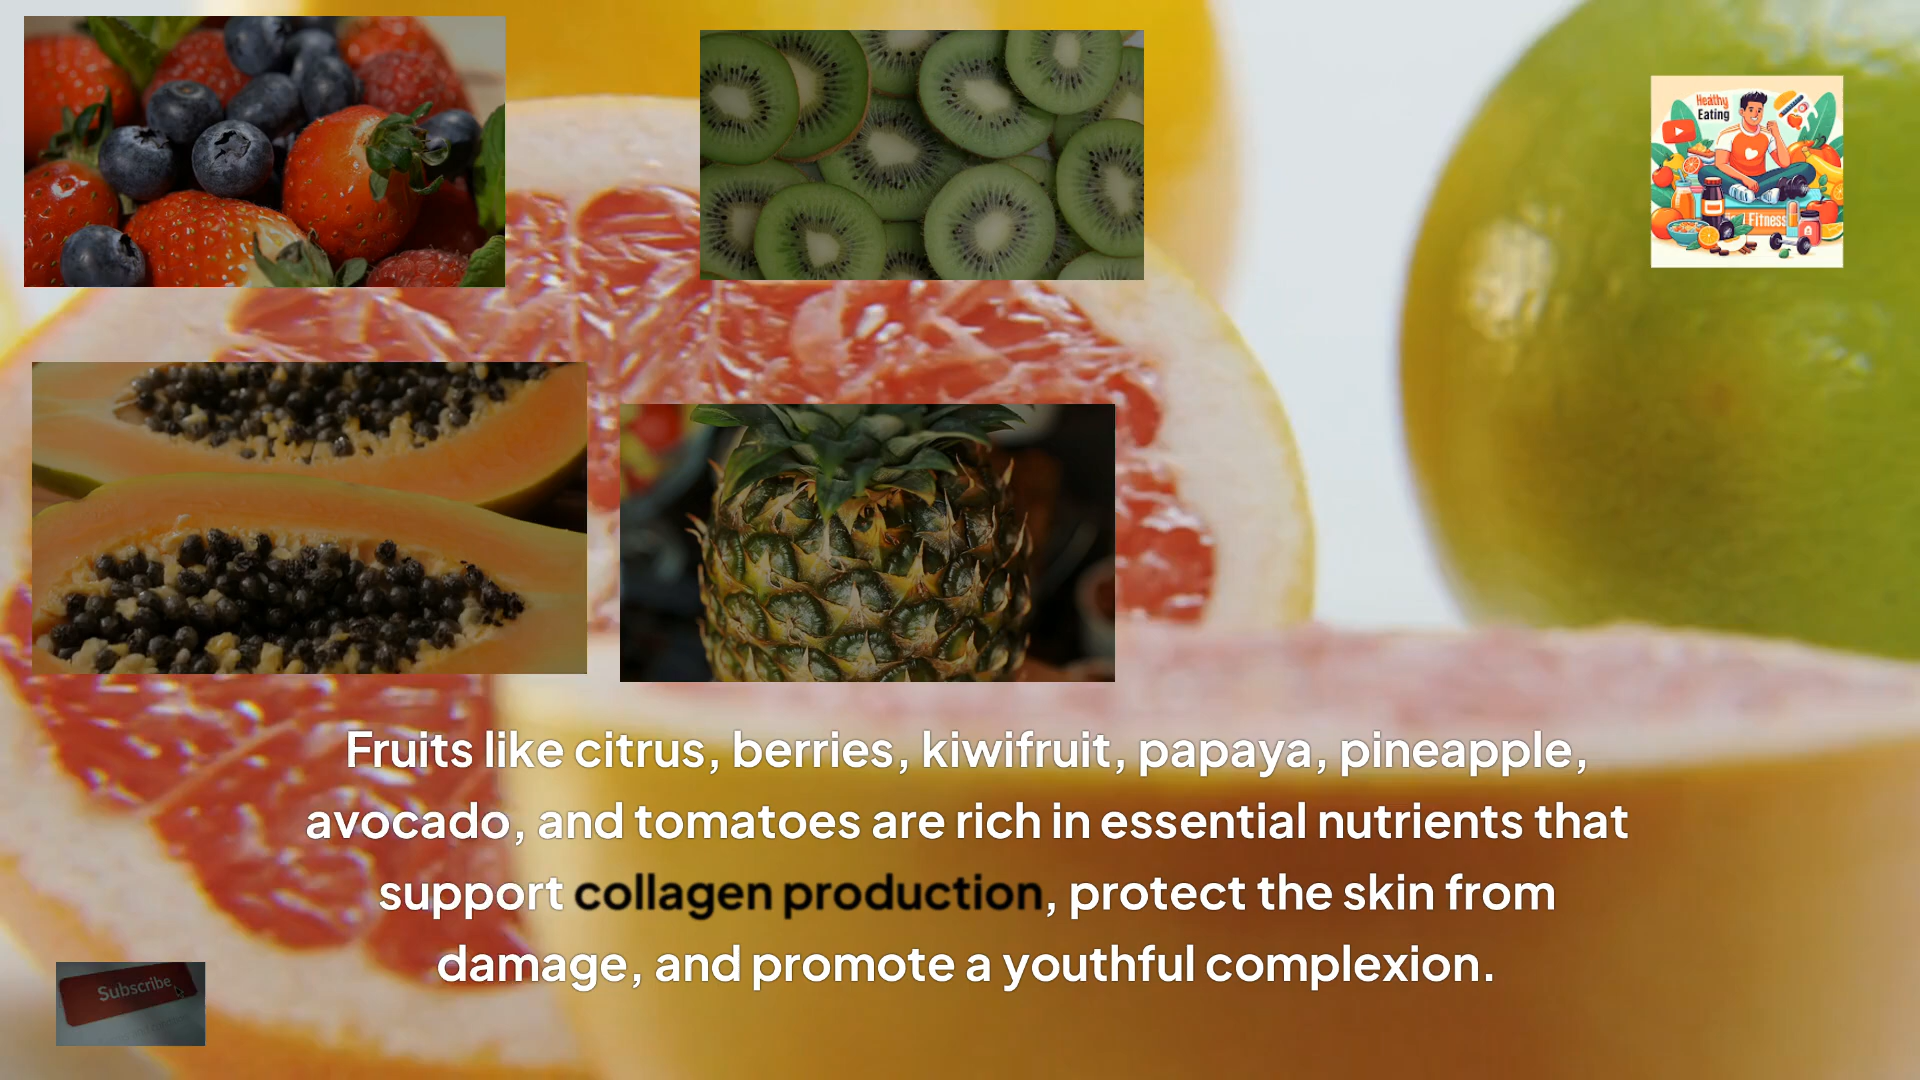 Healthy
Eating
Fitness
Fruits like citrus, berries, kiwifruit, papaya, pineapple,
avocado, and tomatoes are rich in essential nutrients that
support collagen production, protect the skin from
damage, and promote a youthful complexion.
Subscribe